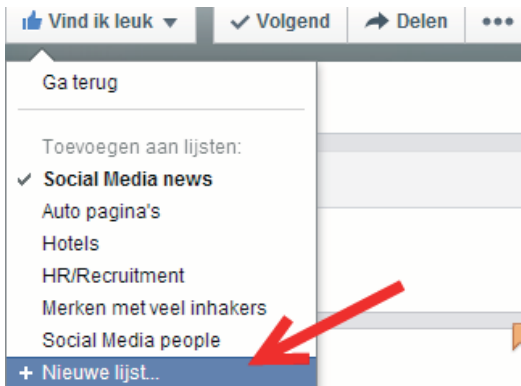 Vind ik leuk Volgend Delen
Ga terug
Toevoegen aan lijsten:
Social Media news
Auto pagina's
Hotels
HR/Recruitment
Merken met veel inhakers
Social Media people
+ Nieuwe lijst...